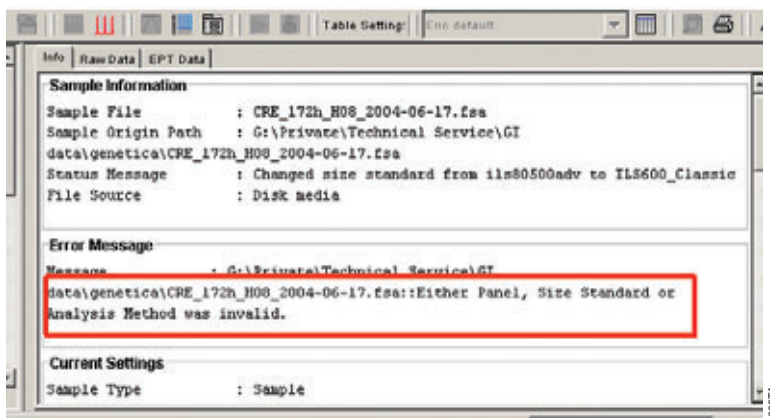 Table Setting: Eric default
Info Raw Data EPT Data
Sample Information
Sample File : CRE_172h_H08_2004-06-17.fsa
Sample Origin Path : G:\Private\Technical Service\GI
data\genetica\CRE_172h_H08_2004-06-17.fsa
Status Message : Changed size standard from ils80500adv to ILS600_Classic
File Source : Disk media
Error Message
Message : G:\Private\Technical Service\GI
data\genetica\CRE_172h_H08_2004-06-17.fsa::Either Panel, Size Standard or
Analysis Method was invalid.
Current Settings
Sample Type : Sample